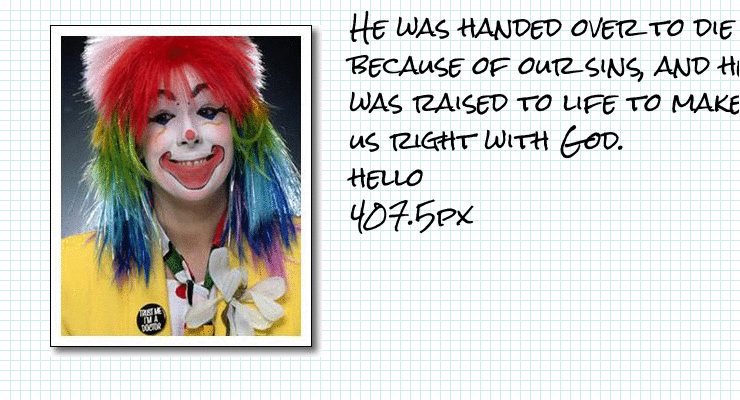 He was handed over to die
because of our sins, and he
was raised to life to make
us right with God.
hello
407.5px
TRUST ME
I'M A
DOCTOR